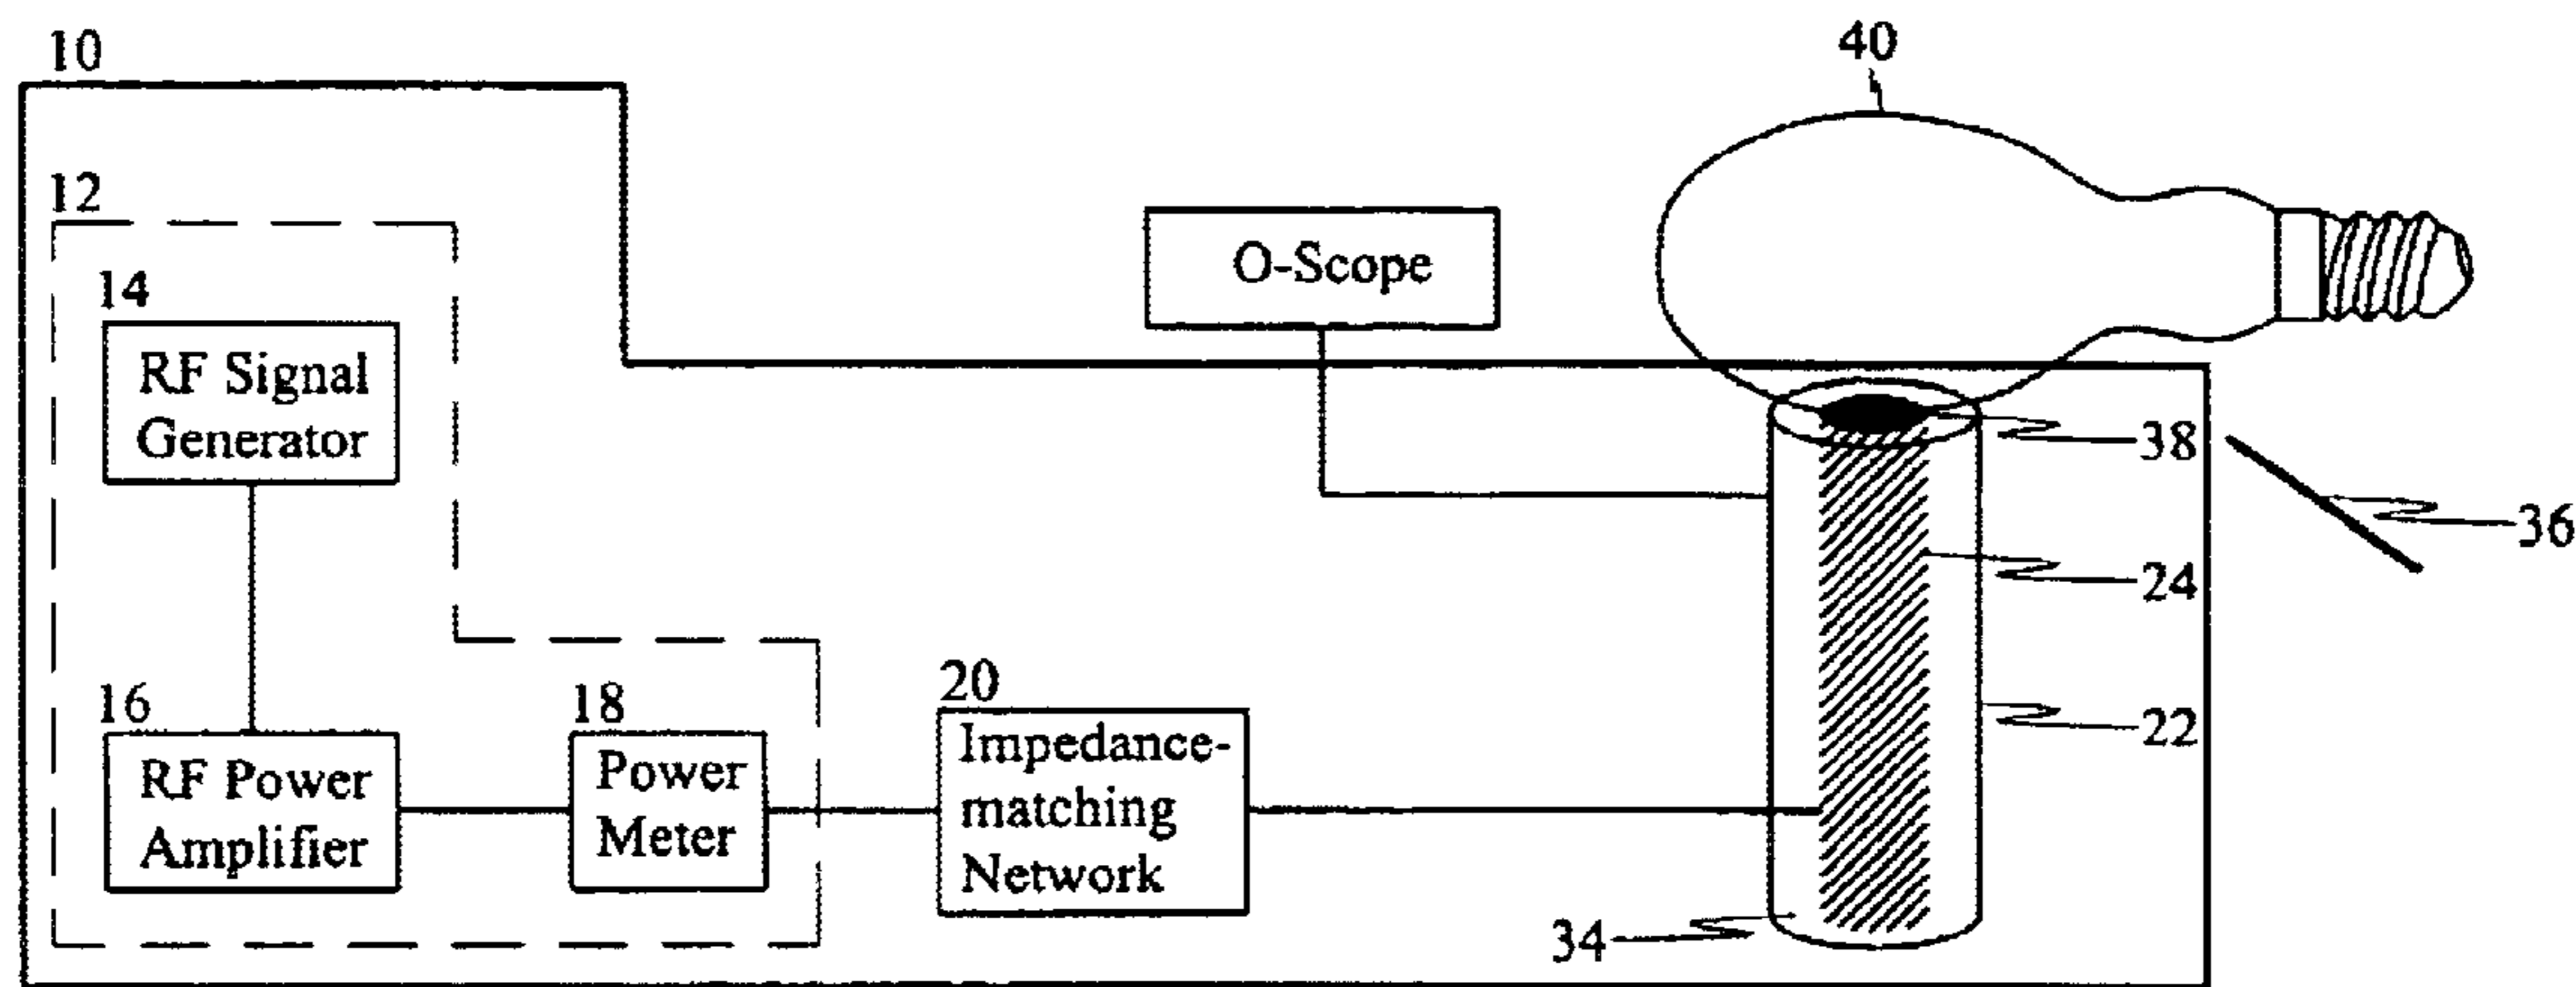 10
40
12
O-Scope
14
RF Signal
Generator
38
36
24
16
18
20
RF Power
Amplifier
Power
Meter
Impedance-
matching
Network
22
34